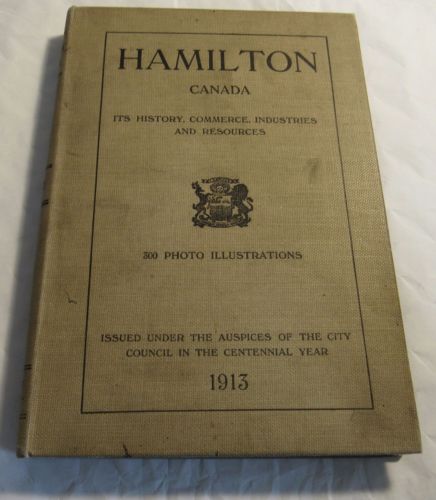 HAMILTON
CANADA
ITS HISTORY, COMMERCE, INDUSTRIES
AND RESOURCES
300 PHOTO ILLUSTRATIONS
ISSUED UNDER THE AUSPICES OF THE CITY
COUNCIL IN THE CENTENNIAL YEAR
1913